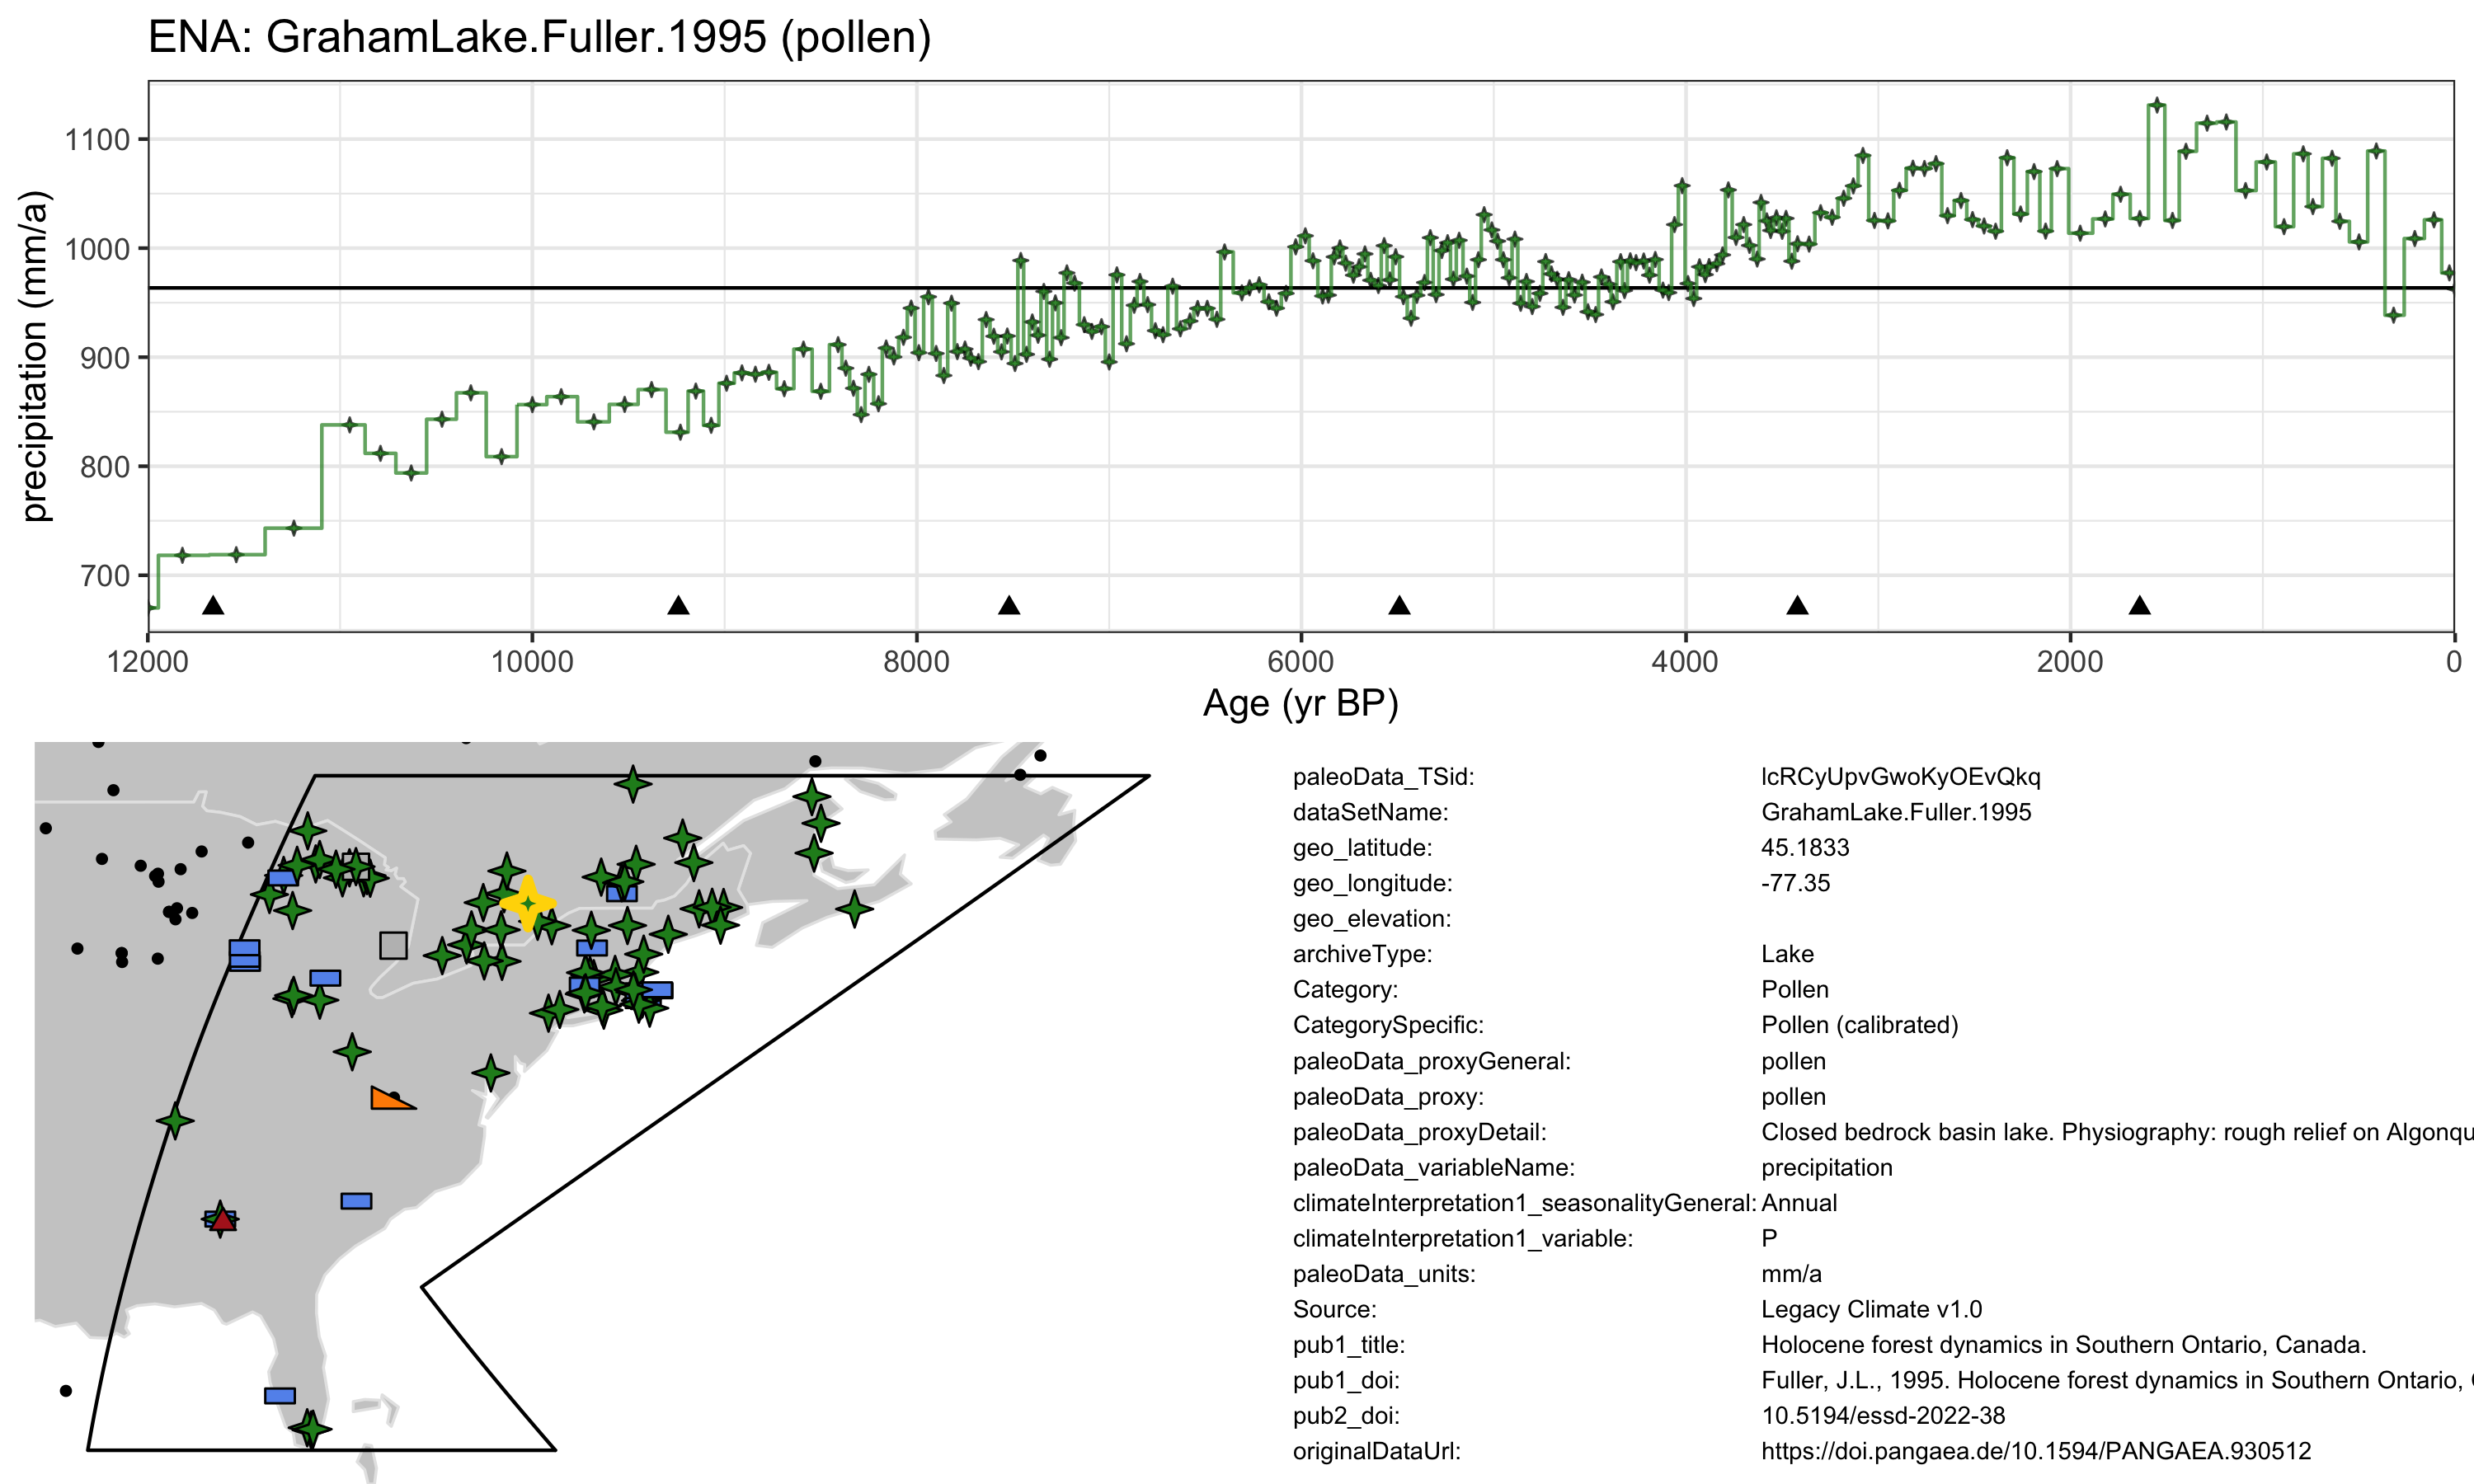 ENA: GrahamLake.Fuller.1995 (pollen)
precipitation (mm/a)
1100
1000
900
800
700
12000 10000 8000 6000 4000 2000 0
Age (yr BP)
paleoData_TSid: lcRCyUpvGwoKyOEvQkq
dataSetName: GrahamLake.Fuller.1995
geo_latitude: 45.1833
geo_longitude: -77.35
geo_elevation:
archiveType: Lake
Category: Pollen
CategorySpecific: Pollen (calibrated)
paleoData_proxyGeneral: pollen
paleoData_proxy: pollen
paleoData_proxyDetail: Closed bedrock basin lake. Physiography: rough relief on Algonqu
paleoData_variableName: precipitation
climateInterpretation1_seasonalityGeneral: Annual
climateInterpretation1_variable: P
paleoData_units: mm/a
Source: Legacy Climate v1.0
pub1_title: Holocene forest dynamics in Southern Ontario, Canada.
pub1_doi: Fuller, J.L., 1995. Holocene forest dynamics in Southern Ontario,
pub2_doi: 10.5194/essd-2022-38
originalDataUrl: https://doi.pangaea.de/10.1594/PANGAEA.930512